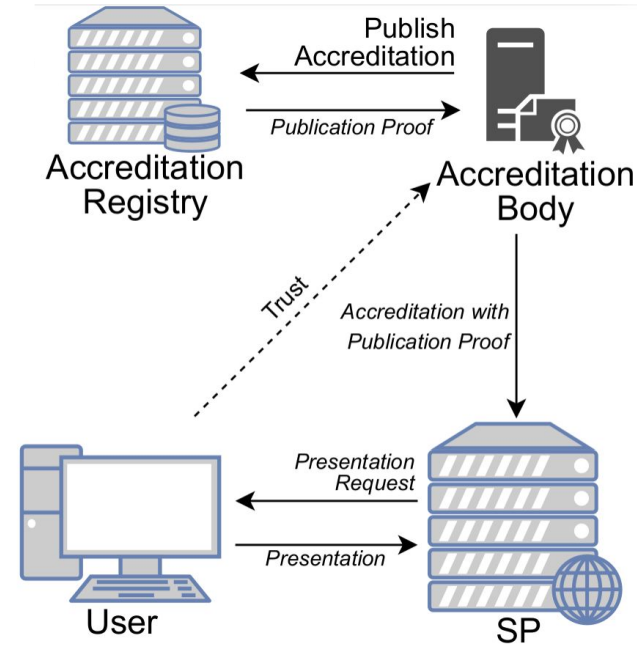 Publish
Accreditation
Publication Proof
Accreditation
Registry
Accreditation
Body
Trust
Accreditation with
Publication Proof
Presentation
Request
Presentation
User
SP